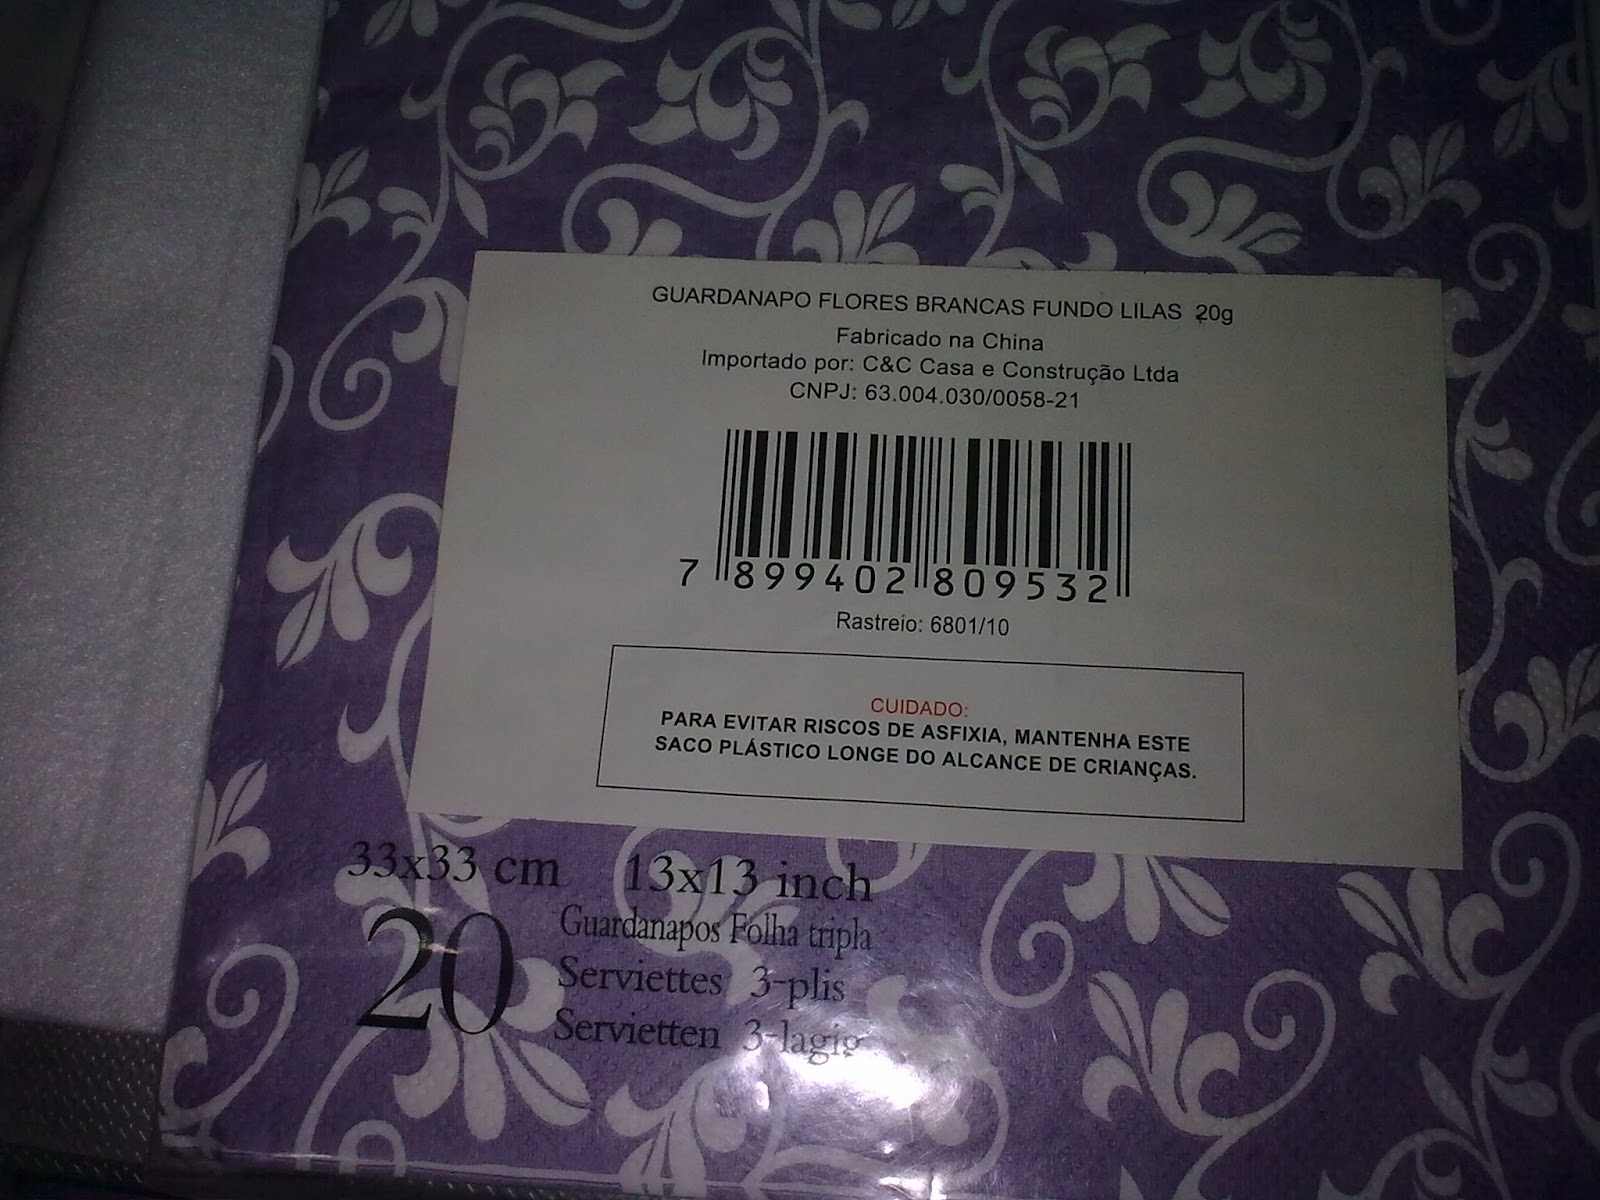 GUARDANAPO FLORES BRANCAS FUNDO LILAS 20g
Fabricado na China
Importado por: C&C Casa e Construção Ltda
CNPJ: 63.004.030/0058-21
7 899402 809532
Rastreio: 6801/10
CUIDADO:
PARA EVITAR RISCOS DE ASFIXIA, MANTENHA ESTE
SACO PLÁSTICO LONGE DO ALCANCE DE CRIANÇAS.
33x33 cm 13x13 inch
20
Guardanapos Folha tripla
Serviettes 3-plis
Servietten 3-lagig